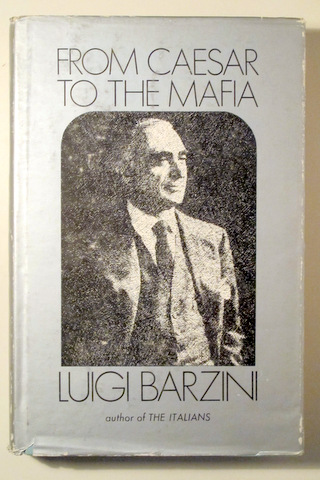 FROM CAESAR
TO THE MAFIA
LUIGI BARZINI
author of THE ITALIANS